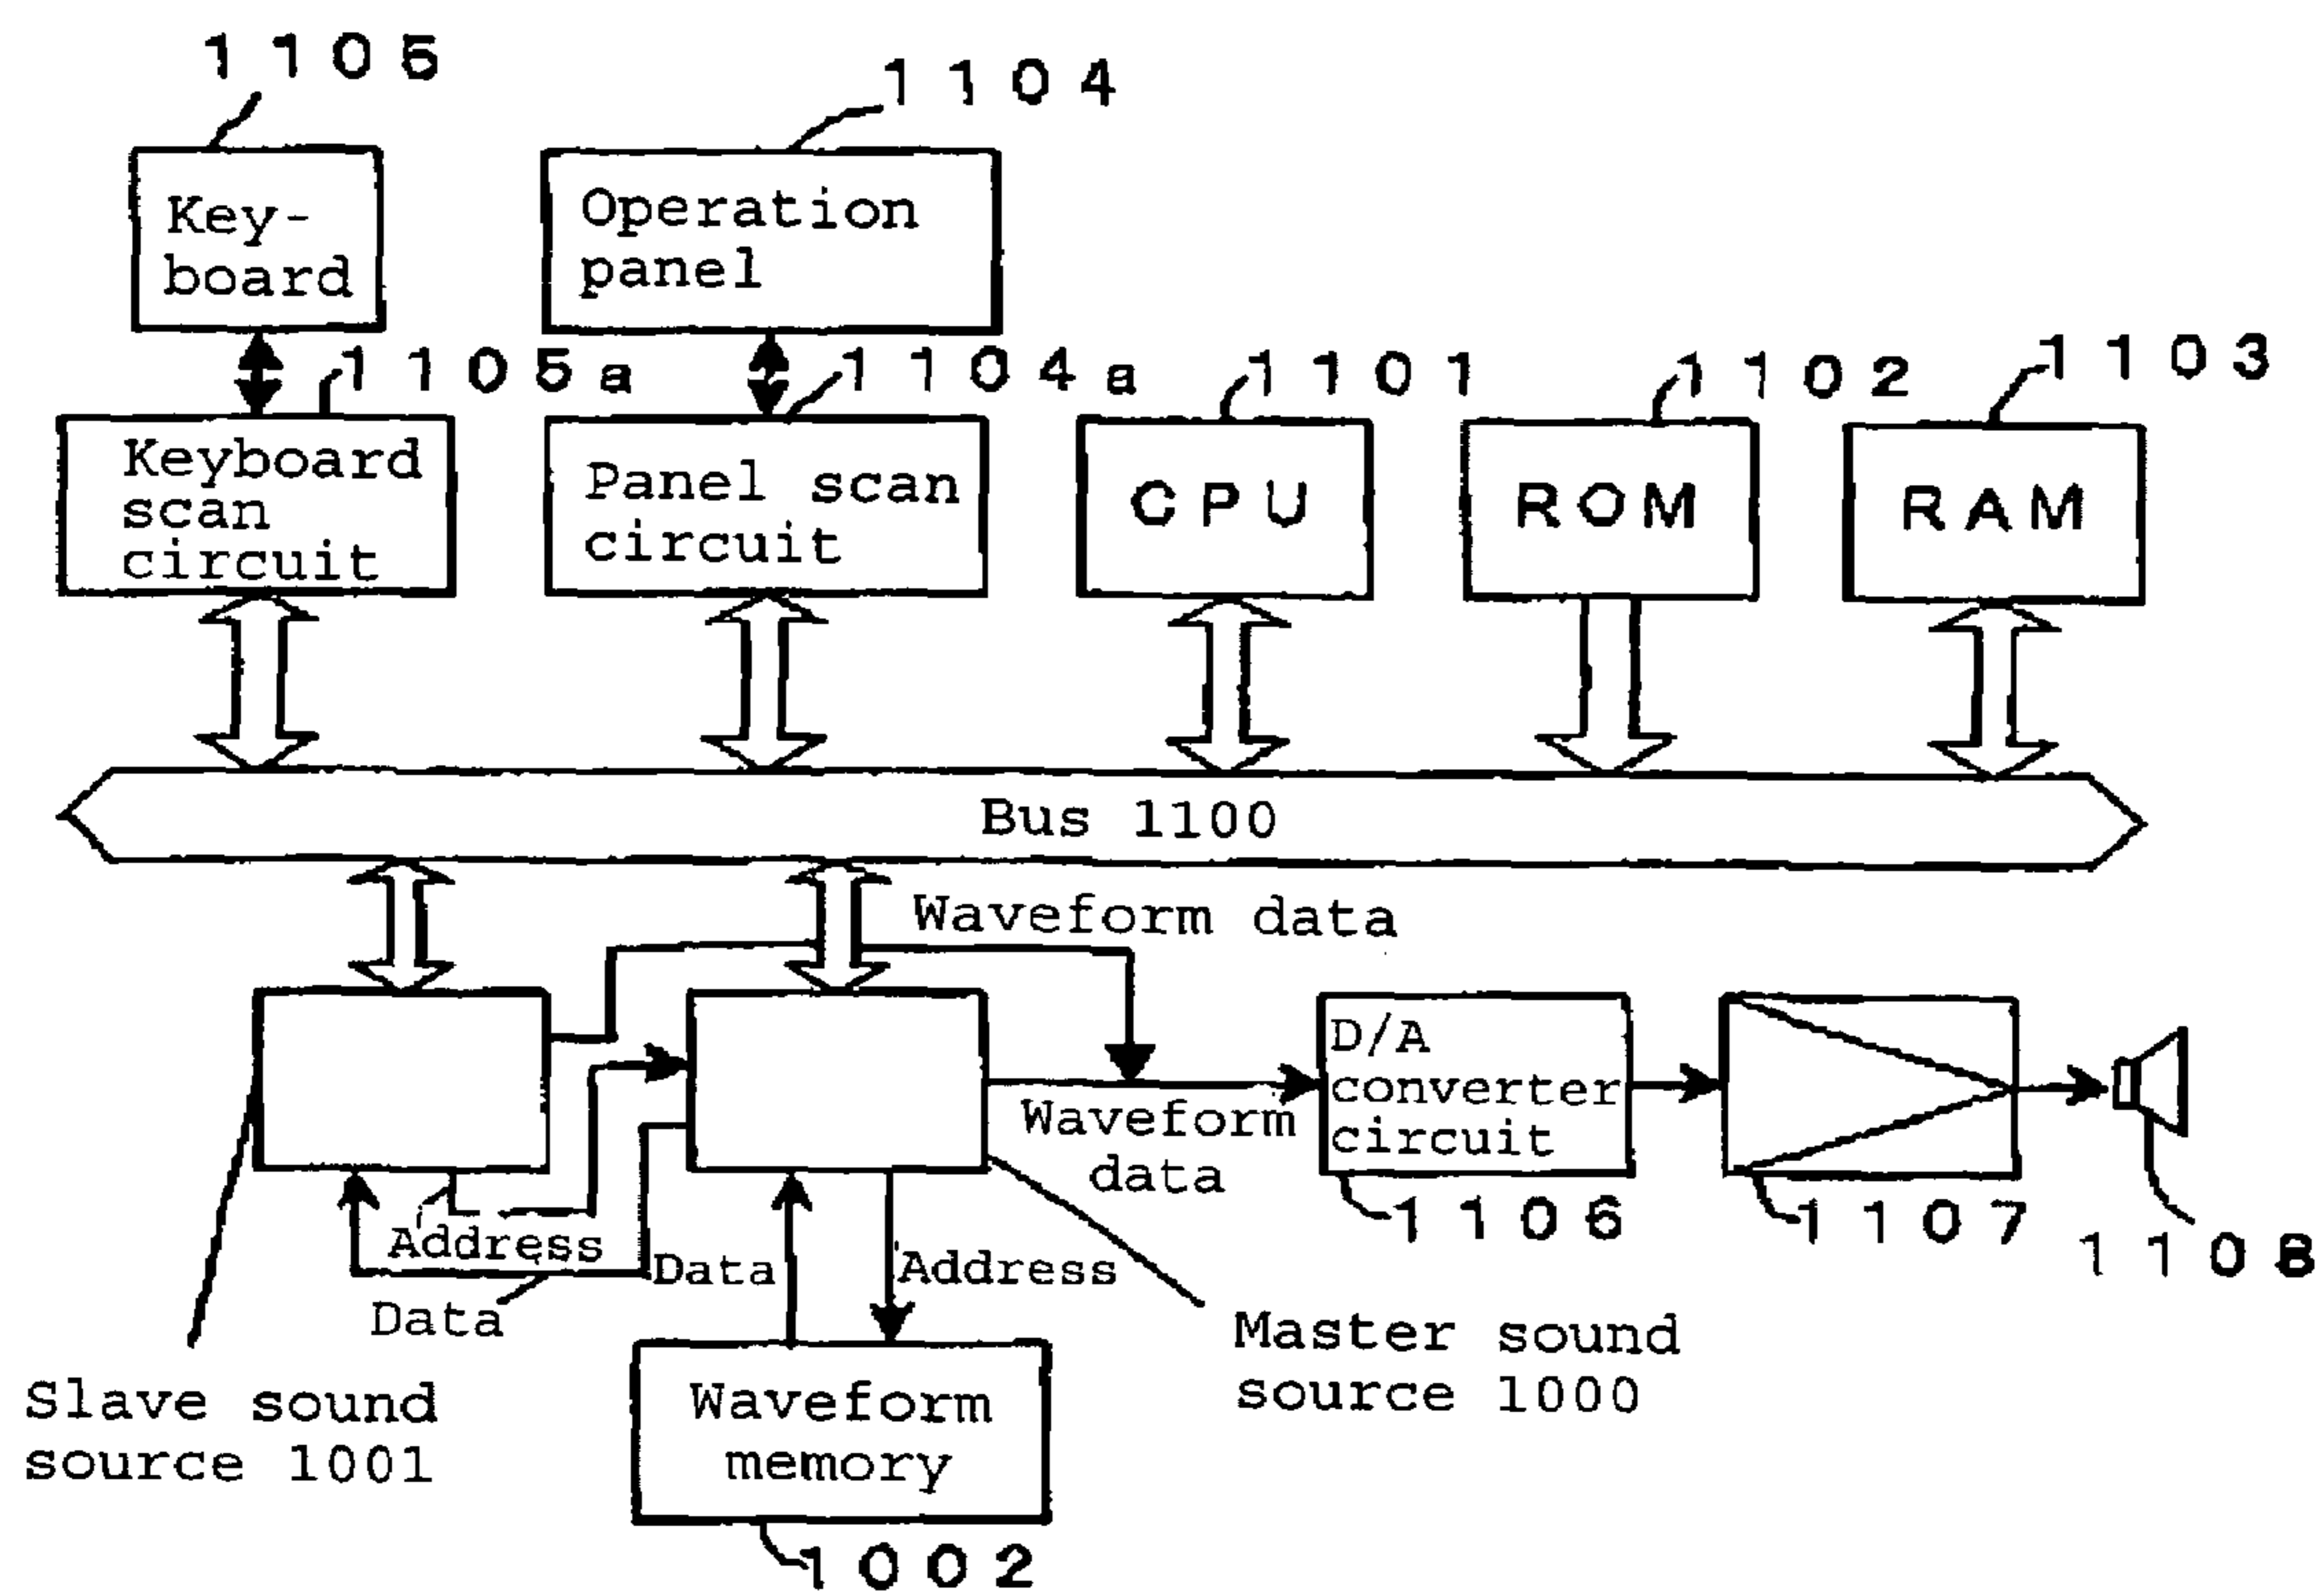 1105
1104
Key-
board
Operation
panel
1105a
1104a
1101
1102
1103
Keyboard
scan
circuit
Panel scan
circuit
CPU
ROM
RAM
Bus 1100
Waveform data
D/A
converter
circuit
Waveform
data
1106
1107
1108
Address
Data
Address
Data
Master sound
source 1000
Slave sound
source 1001
Waveform
memory
1002